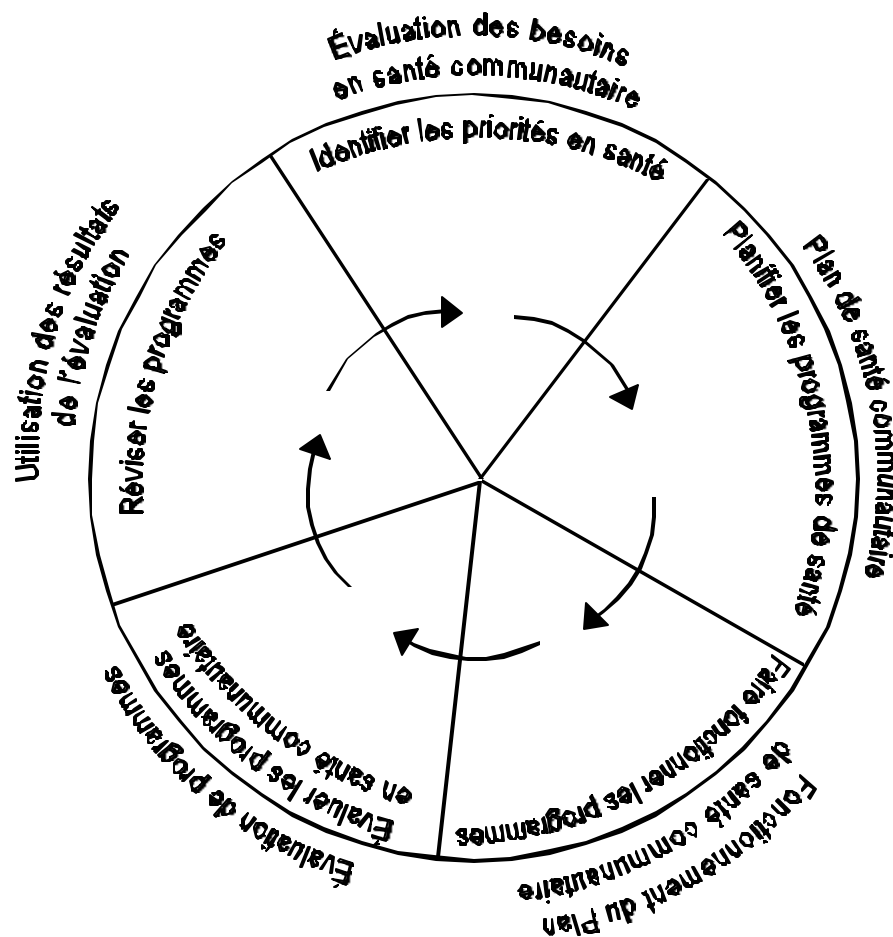 Évaluation des besoins
en santé communautaire
Identifier les priorités en santé
Plan de santé communautaire
Planifier les programmes de santé
Faire fonctionner les programmes
de santé communautaire
Fonctionnement du Plan
Évaluer les programmes
en santé communautaire
Évaluation de programmes
Utilisation des résultats
de l'évaluation
Réviser les programmes